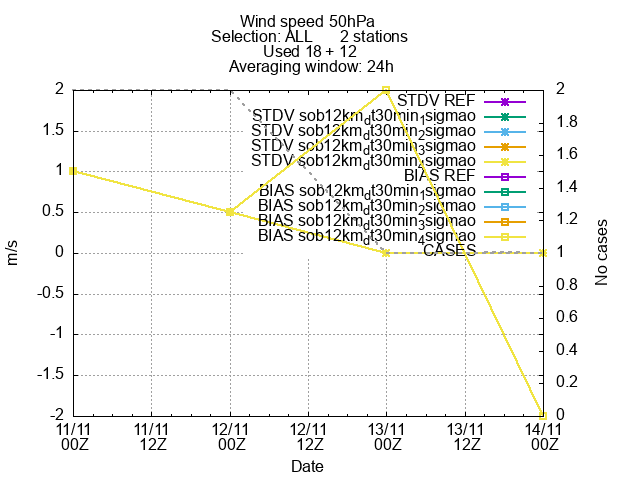 Wind speed 50hPa
Selection: ALL 2 stations
Used 18 + 12
Averaging window: 24h
STDV REF
STDV sob12km_dt30min_1sigmao
STDV sob12km_dt30min_2sigmao
STDV sob12km_dt30min_3sigmao
STDV sob12km_dt30min_4sigmao
BIAS REF
BIAS sob12km_dt30min_1sigmao
BIAS sob12km_dt30min_2sigmao
BIAS sob12km_dt30min_3sigmao
BIAS sob12km_dt30min_4sigmao
CASES
m/s
2
1.5
1
0.5
0
-0.5
-1
-1.5
-2
No cases
2
1.8
1.6
1.4
1.2
1
0.8
0.6
0.4
0.2
0
11/11 11/11 12/11 12/11 13/11 13/11 14/11
00Z 12Z 00Z 12Z 00Z 12Z 00Z
Date